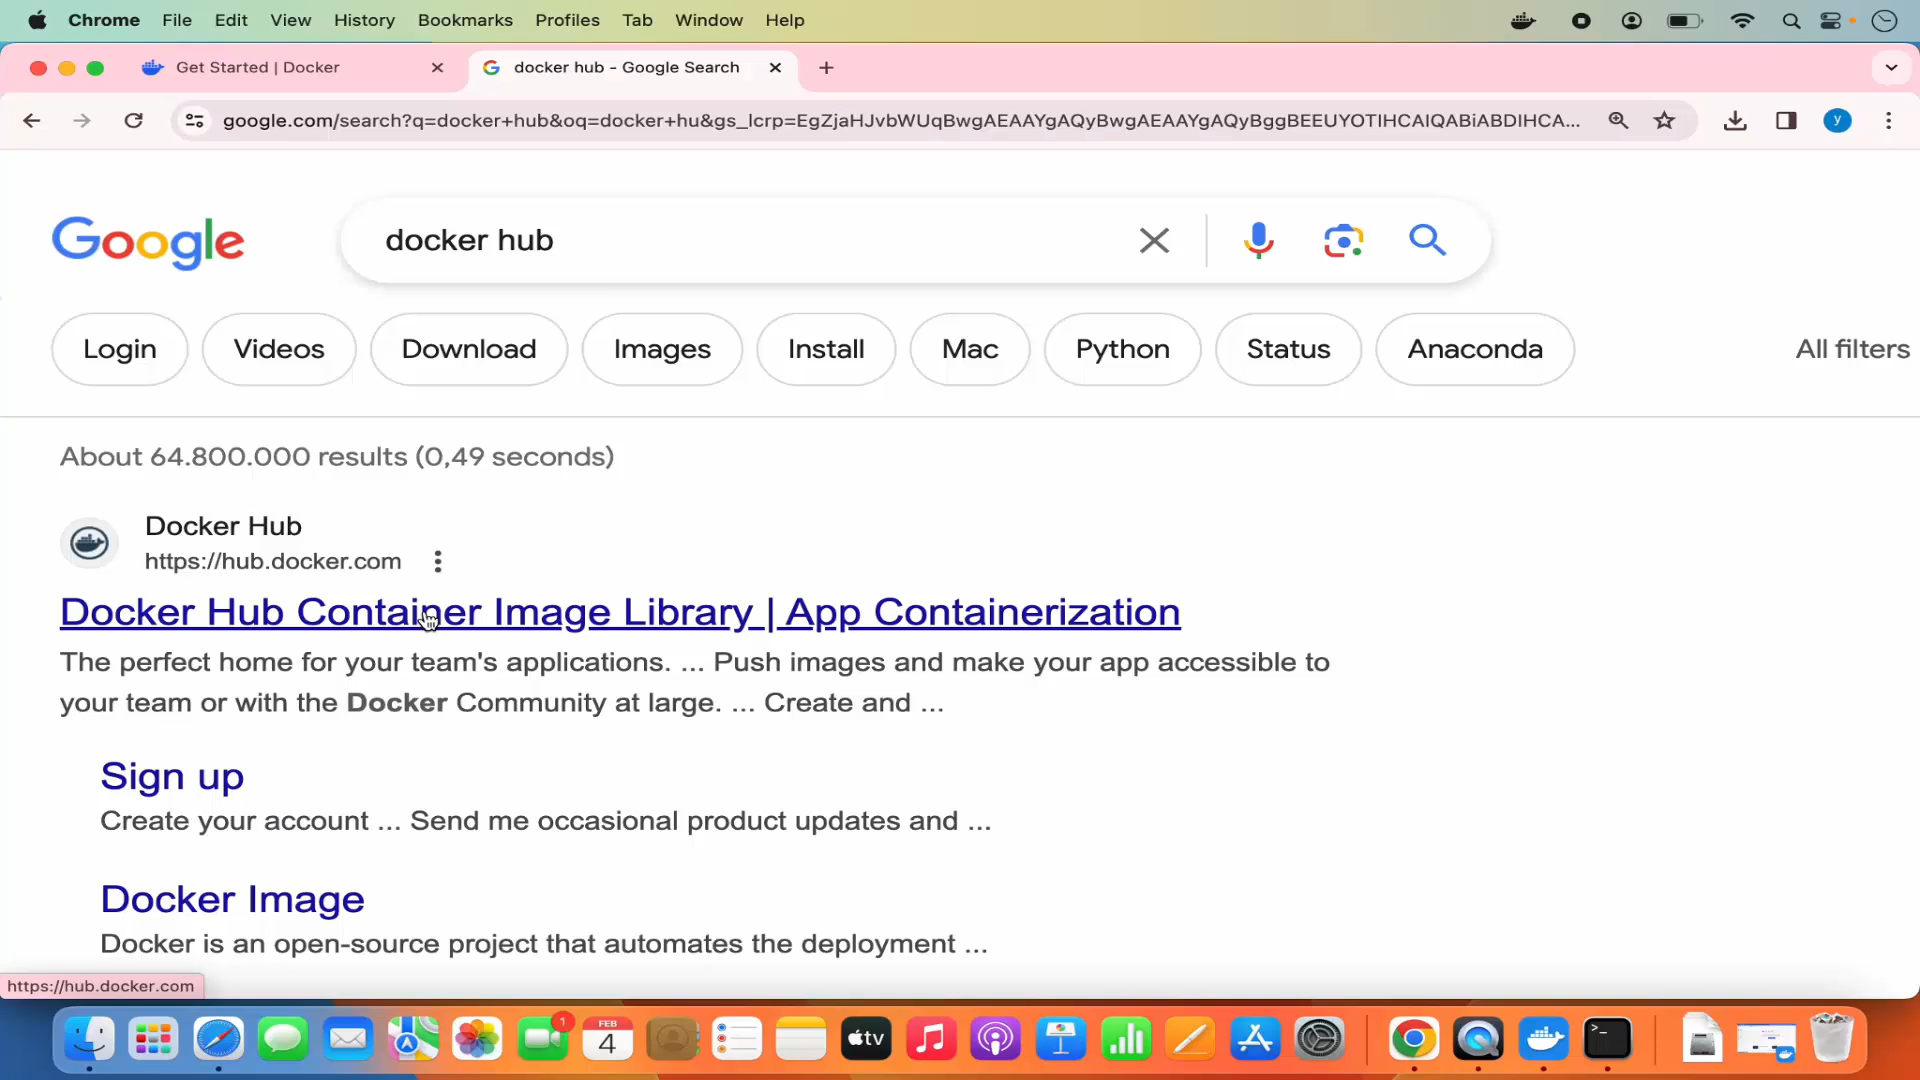 Chrome File Edit View History Bookmarks Profiles Tab Window Help
Get Started | Docker
docker hub - Google Search
google.com/search?q=docker+hub&oq=docker+hu&gs_lcrp=EgZjaHJvbWUqBwgAEAAYgAQyBwgAEAAYgAQyBggBEEUYOTIHCAIQABiABDIHCA...
y
Google
docker hub
Login Videos Download Images Install Mac Python Status Anaconda All filters
About 64.800.000 results (0,49 seconds)
Docker Hub
https://hub.docker.com
Docker Hub Container Image Library | App Containerization
The perfect home for your team's applications. ... Push images and make your app accessible to
your team or with the Docker Community at large. ... Create and ...
Sign up
Create your account ... Send me occasional product updates and ...
Docker Image
Docker is an open-source project that automates the deployment ...
https://hub.docker.com
1
FEB
4
tv